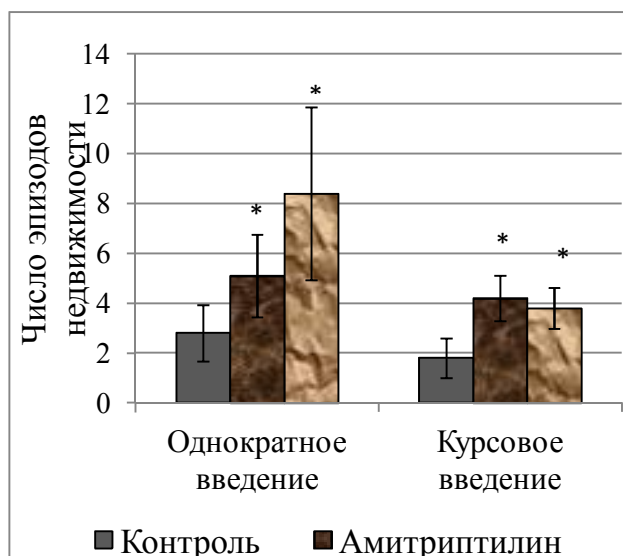 Число эпизодов
недвижимости
14
12
10
8
6
4
2
0
*
*
*
*
Однократное
введение
Курсовое
введение
Контроль
Амитриптилин